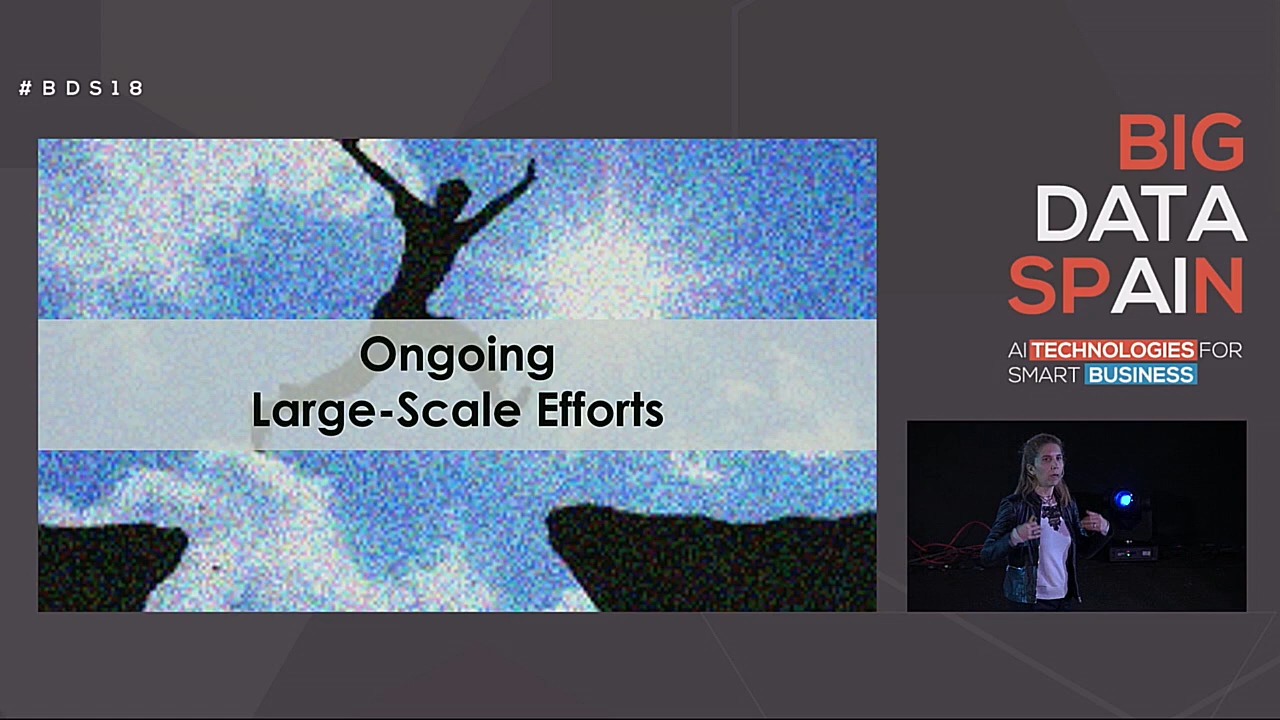 #BDS18
Ongoing
Large-Scale Efforts
BIG
DATA
SPAIN
AI TECHNOLOGIES FOR
SMART BUSINESS